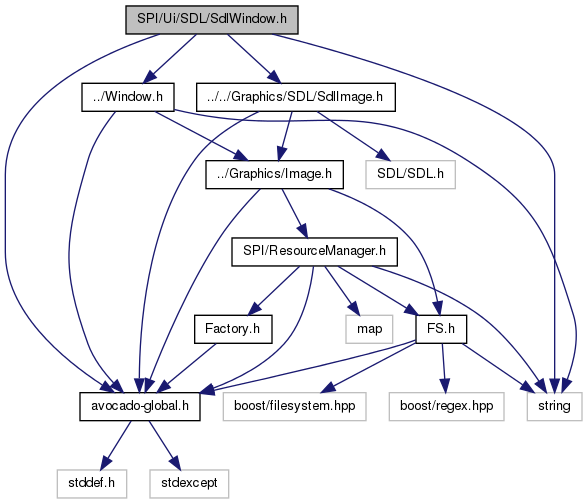 SPI/Ui/SDL/SdlWindow.h
../Window.h
../../Graphics/SDL/SdlImage.h
../Graphics/Image.h
SDL/SDL.h
SPI/ResourceManager.h
Factory.h
map
FS.h
avocado-global.h
boost/filesystem.hpp
boost/regex.hpp
string
stddef.h
stdexcept